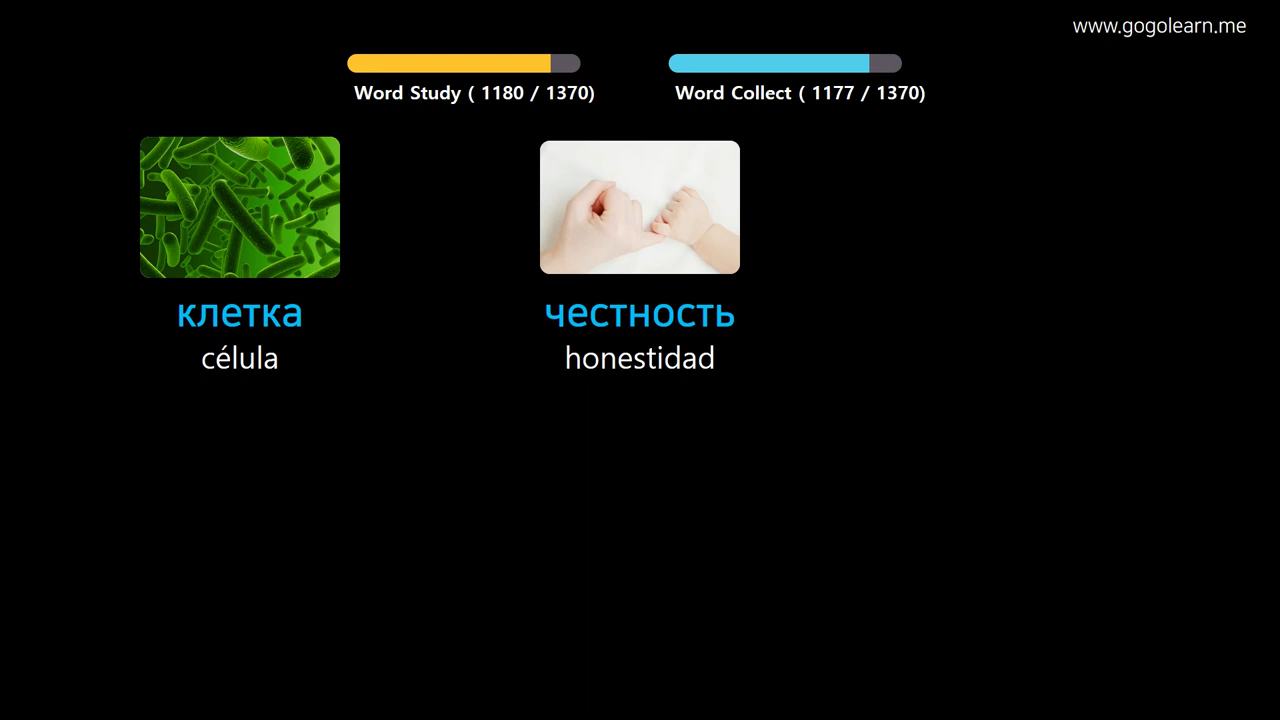 www.gogolearn.me
Word Study ( 1180 / 1370)
Word Collect ( 1177 / 1370)
клетка
célula
честность
honestidad